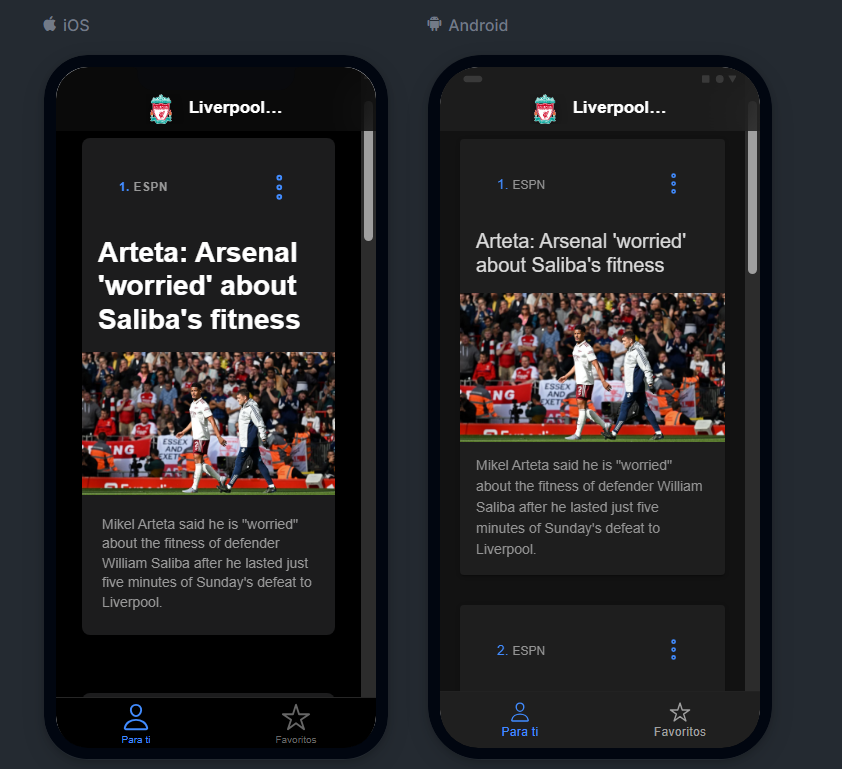 iOS
Liverpool...
1. ESPN
Arteta: Arsenal
'worried' about
Saliba's fitness
ESSEX
AND
Mikel Arteta said he is "worried"
about the fitness of defender
William Saliba after he lasted just
five minutes of Sunday's defeat to
Liverpool.
Para ti
Favoritos
Android
Liverpool...
1. ESPN
Arteta: Arsenal 'worried'
about Saliba's fitness
ESSEX
AND
Mikel Arteta said he is "worried"
about the fitness of defender William
Saliba after he lasted just five
minutes of Sunday's defeat to
Liverpool.
2. ESPN
Para ti
Favoritos